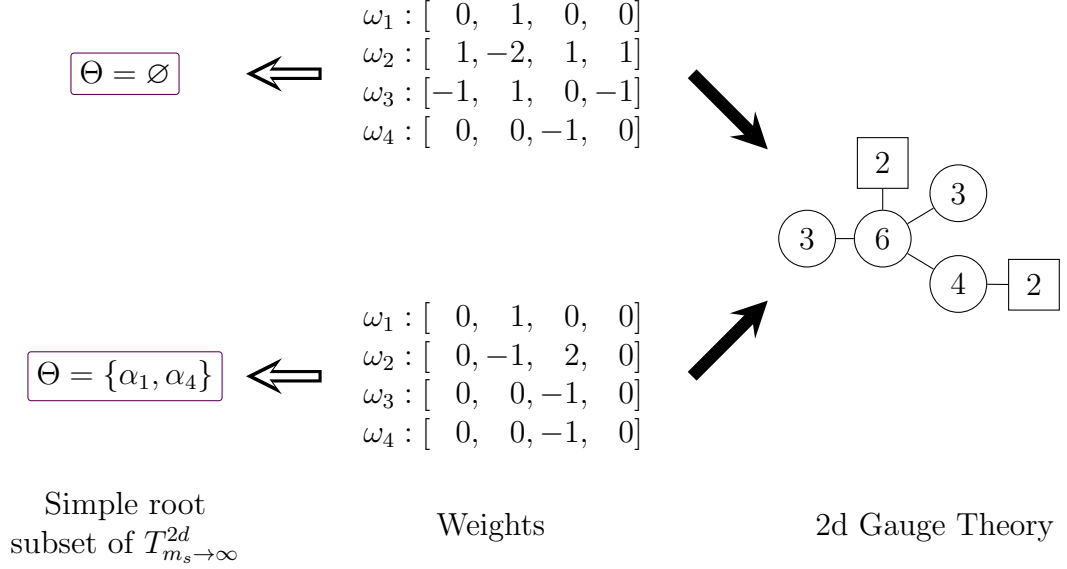 ω₁ : [ 0, 1, 0, 0]
ω₂ : [ 1, −2, 1, 1]
ω₃ : [−1, 1, 0, −1]
ω₄ : [ 0, 0, −1, 0]
Θ = ∅
2
3
3
6
4
2
ω₁ : [ 0, 1, 0, 0]
ω₂ : [ 0, −1, 2, 0]
ω₃ : [ 0, 0, −1, 0]
ω₄ : [ 0, 0, −1, 0]
Θ = {α₁, α₄}
Simple root
subset of $T^{2d}_{m_s \to \infty}$
Weights
2d Gauge Theory